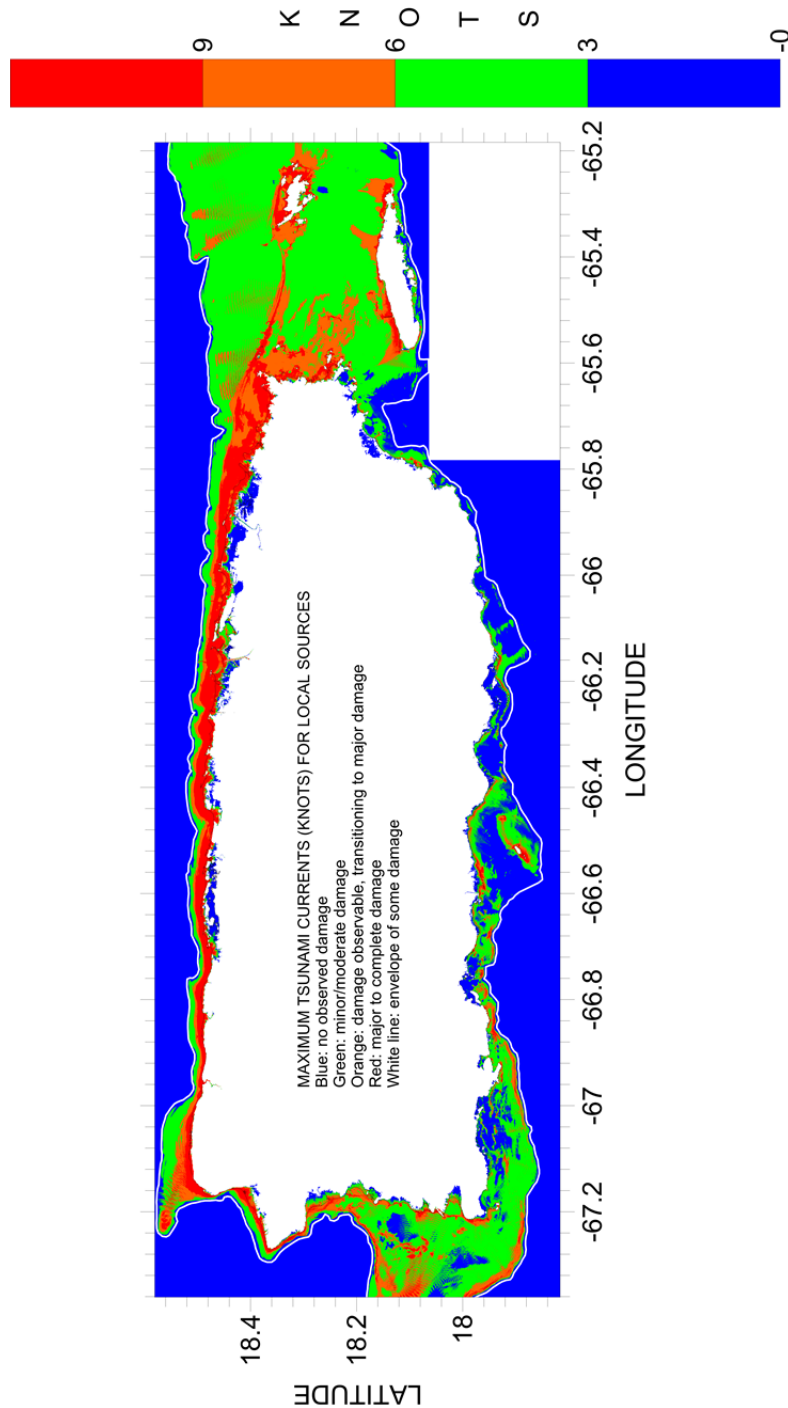 MAXIMUM TSUNAMI CURRENTS (KNOTS) FOR LOCAL SOURCES
Blue: no observed damage
Green: minor/moderate damage
Orange: damage observable, transitioning to major damage
Red: major to complete damage
White line: envelope of some damage
LATITUDE
18.4
18.2
18
-67.2
-67
-66.8
-66.6
-66.4
-66.2
-66
-65.8
-65.6
-65.4
-65.2
LONGITUDE
9
6
3
-0
K N O T S